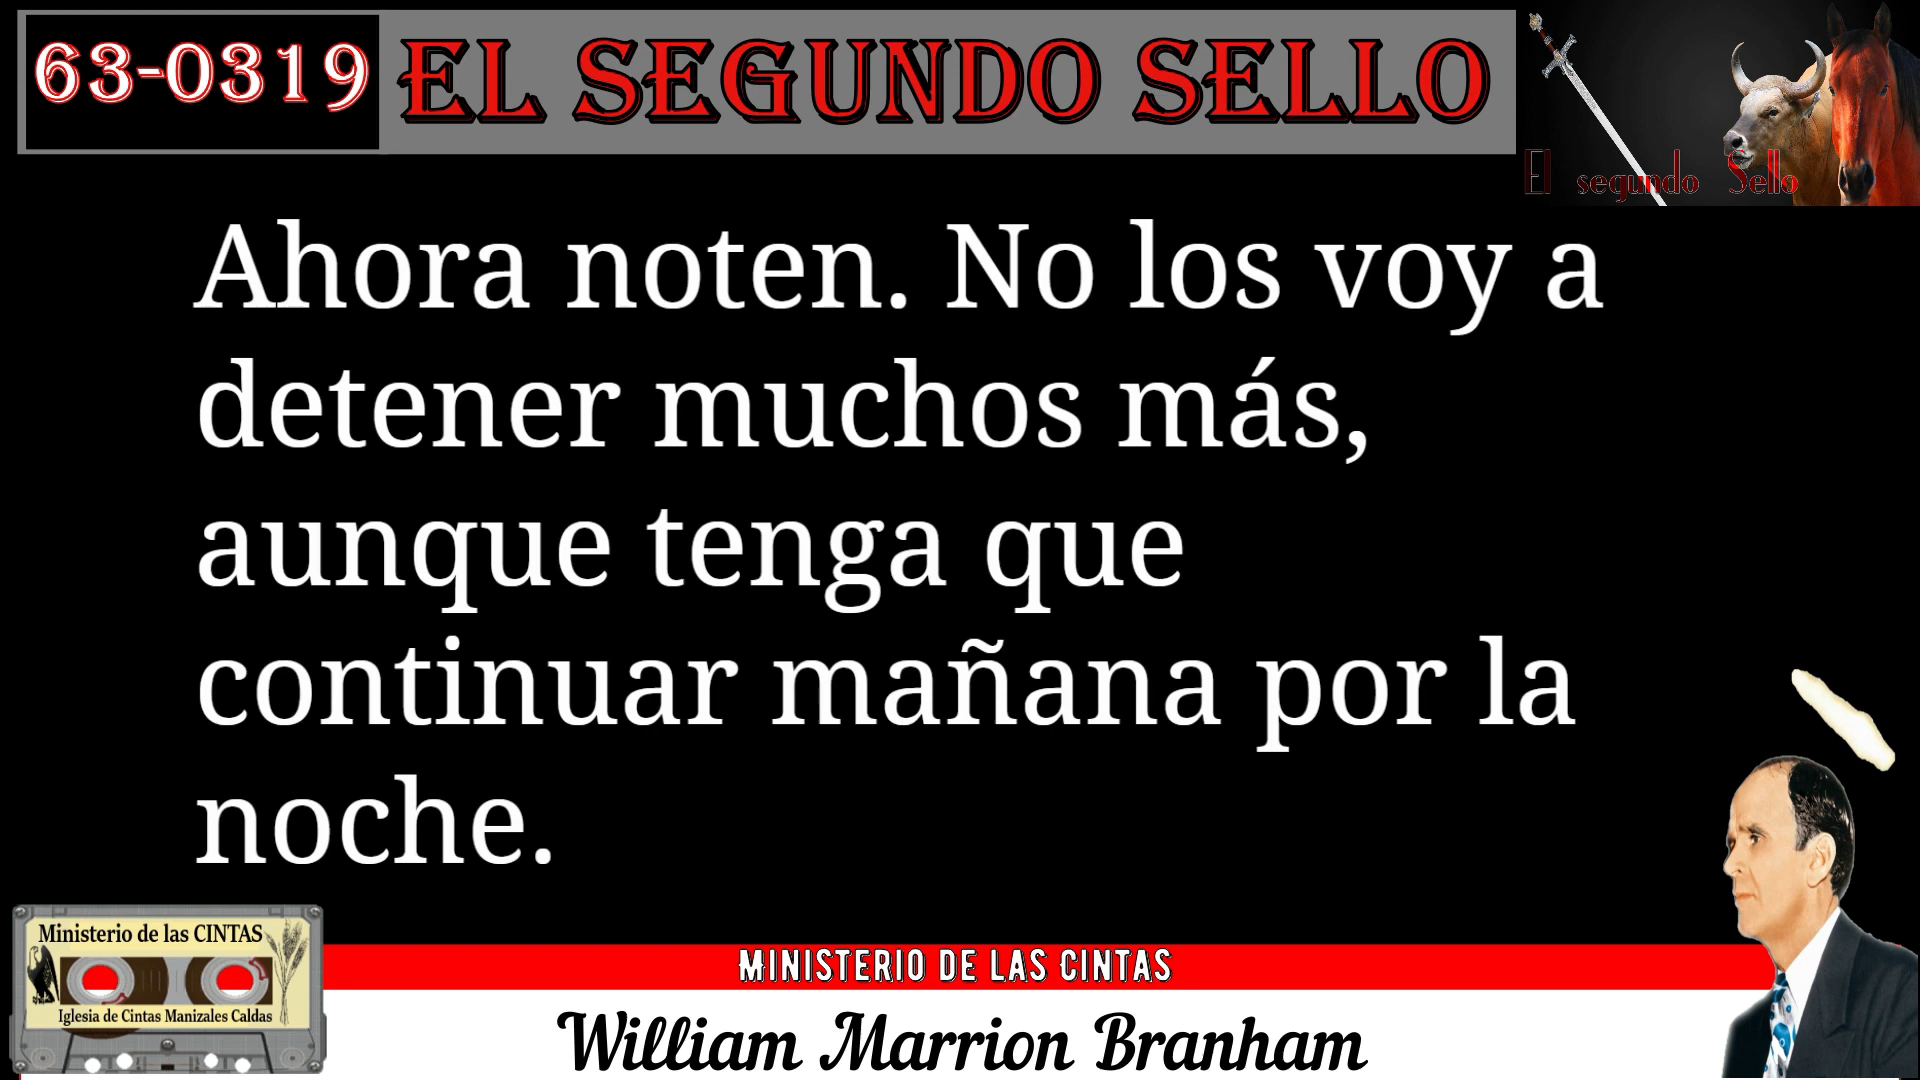 63-0319
EL SEGUNDO SELLO
El segundo Sello
Ahora noten. No los voy a
detener muchos más,
aunque tenga que
continuar mañana por la
noche.
Ministerio de las CINTAS
Iglesia de Cintas Manizales Caldas
MINISTERIO DE LAS CINTAS
William Marrion Branham